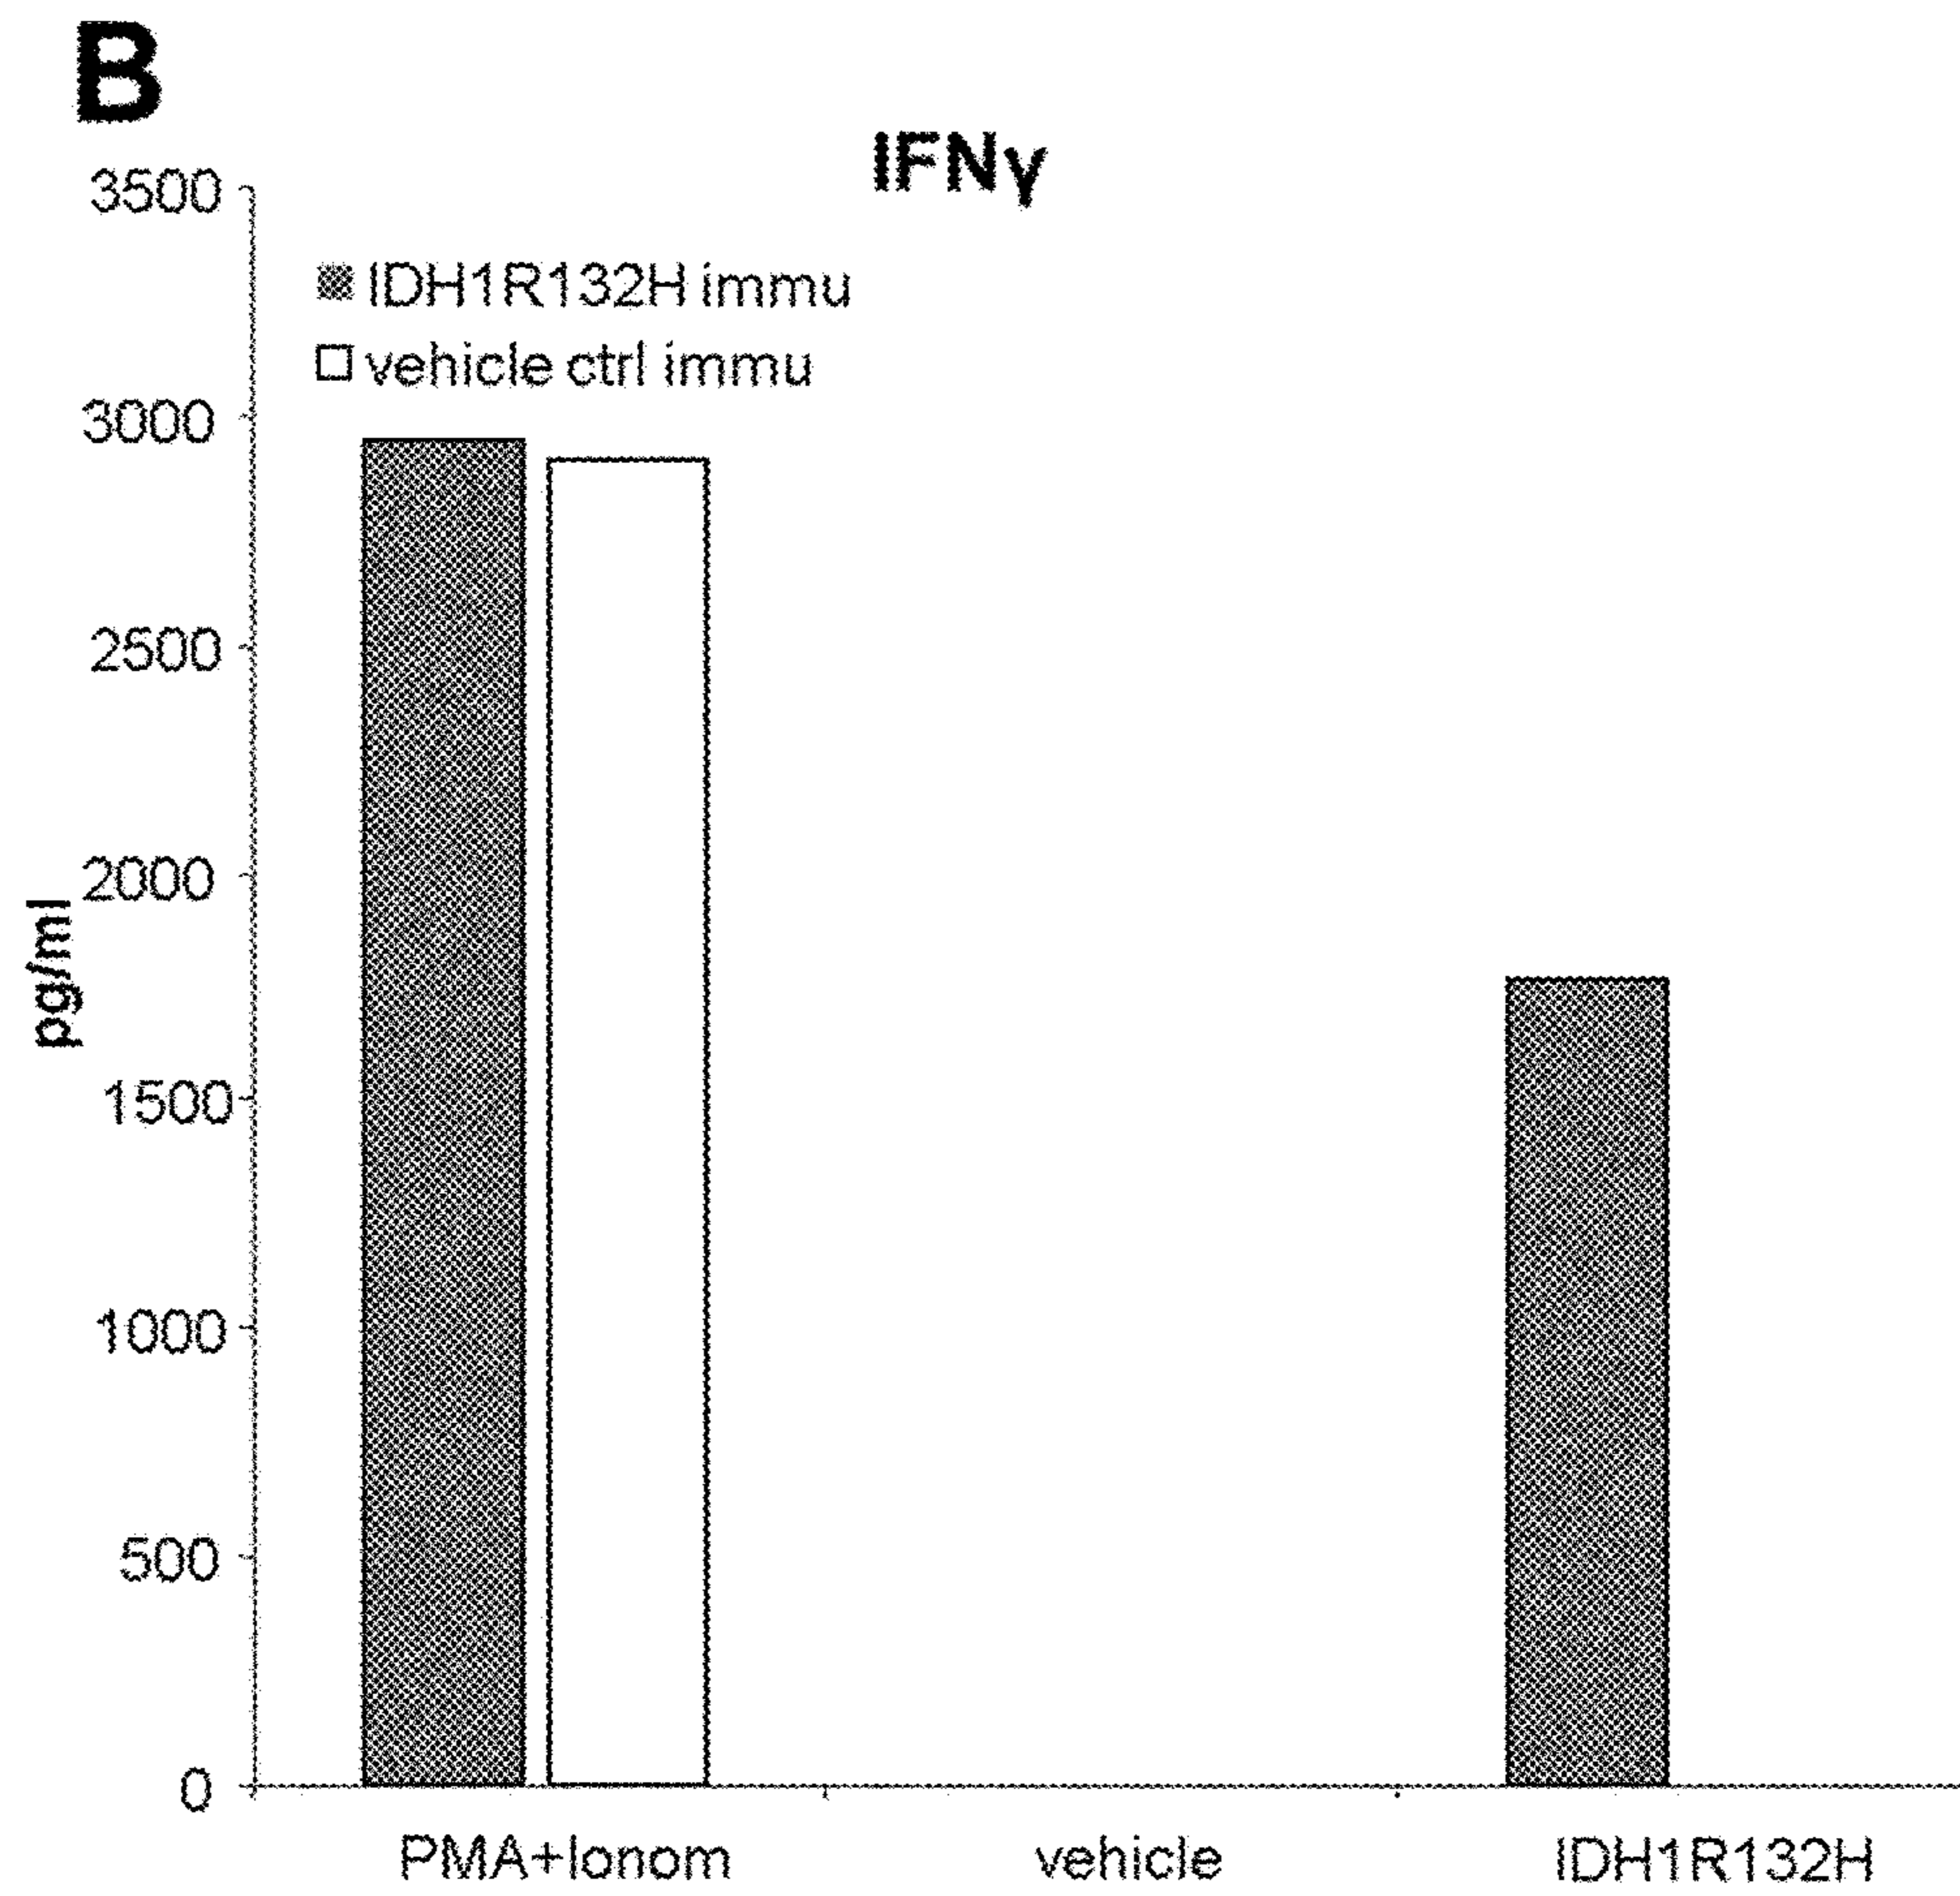 B
IFNγ
3500
IDH1R132H immu
vehicle ctrl immu
3000
2500
2000
pg/ml
1500
1000
500
0
PMA+Ionom
vehicle
IDH1R132H